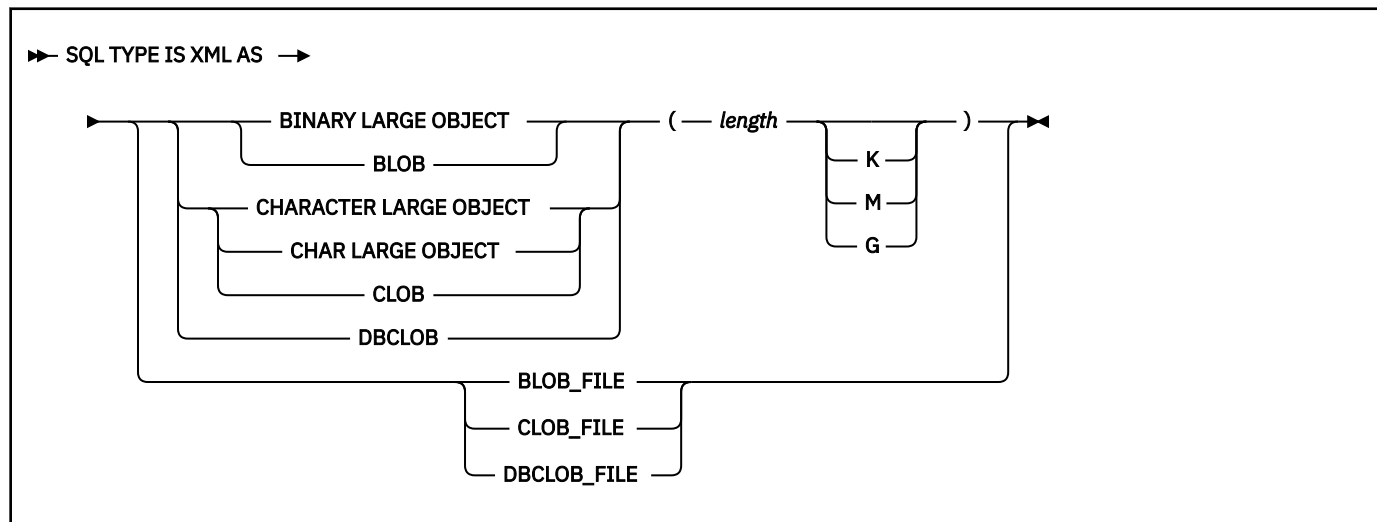 SQL TYPE IS XML AS
BINARY LARGE OBJECT ( length )
BLOB K
M
CHARACTER LARGE OBJECT
CHAR LARGE OBJECT G
CLOB
DBCLOB
BLOB_FILE
CLOB_FILE
DBCLOB_FILE